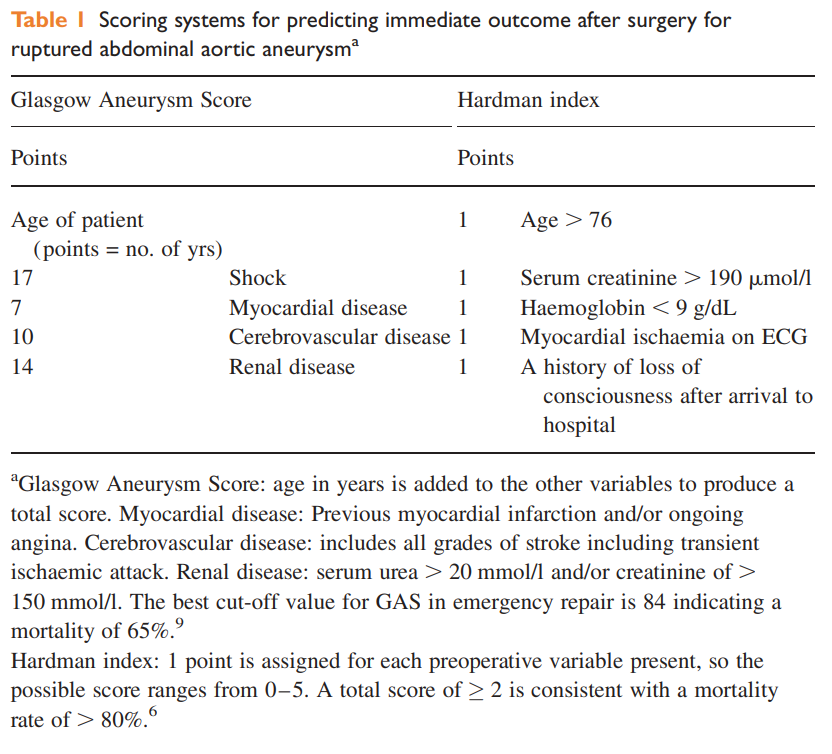 Table 1 Scoring systems for predicting immediate outcome after surgery for
ruptured abdominal aortic aneurysmᵃ
Glasgow Aneurysm Score Hardman index
Points Points
Age of patient 1 Age > 76
(points = no. of yrs)
17 Shock 1 Serum creatinine > 190 μmol/l
7 Myocardial disease 1 Haemoglobin < 9 g/dL
10 Cerebrovascular disease 1 Myocardial ischaemia on ECG
14 Renal disease 1 A history of loss of
consciousness after arrival to
hospital
ᵃGlasgow Aneurysm Score: age in years is added to the other variables to produce a
total score. Myocardial disease: Previous myocardial infarction and/or ongoing
angina. Cerebrovascular disease: includes all grades of stroke including transient
ischaemic attack. Renal disease: serum urea > 20 mmol/l and/or creatinine of >
150 mmol/l. The best cut-off value for GAS in emergency repair is 84 indicating a
mortality of 65%.⁹
Hardman index: 1 point is assigned for each preoperative variable present, so the
possible score ranges from 0–5. A total score of ≥ 2 is consistent with a mortality
rate of > 80%.⁶